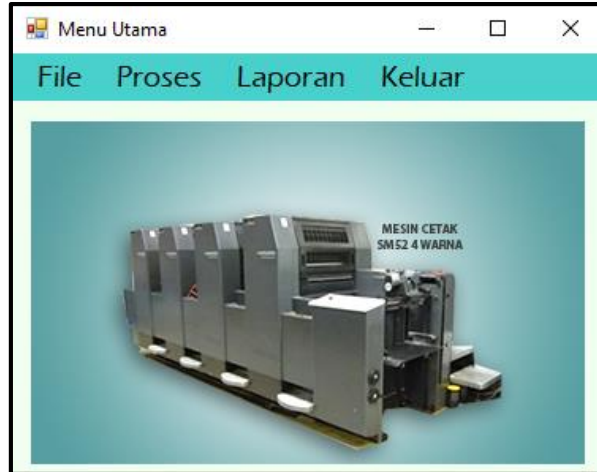 Menu Utama
File Proses Laporan Keluar
MESIN CETAK
SM52 4 WARNA